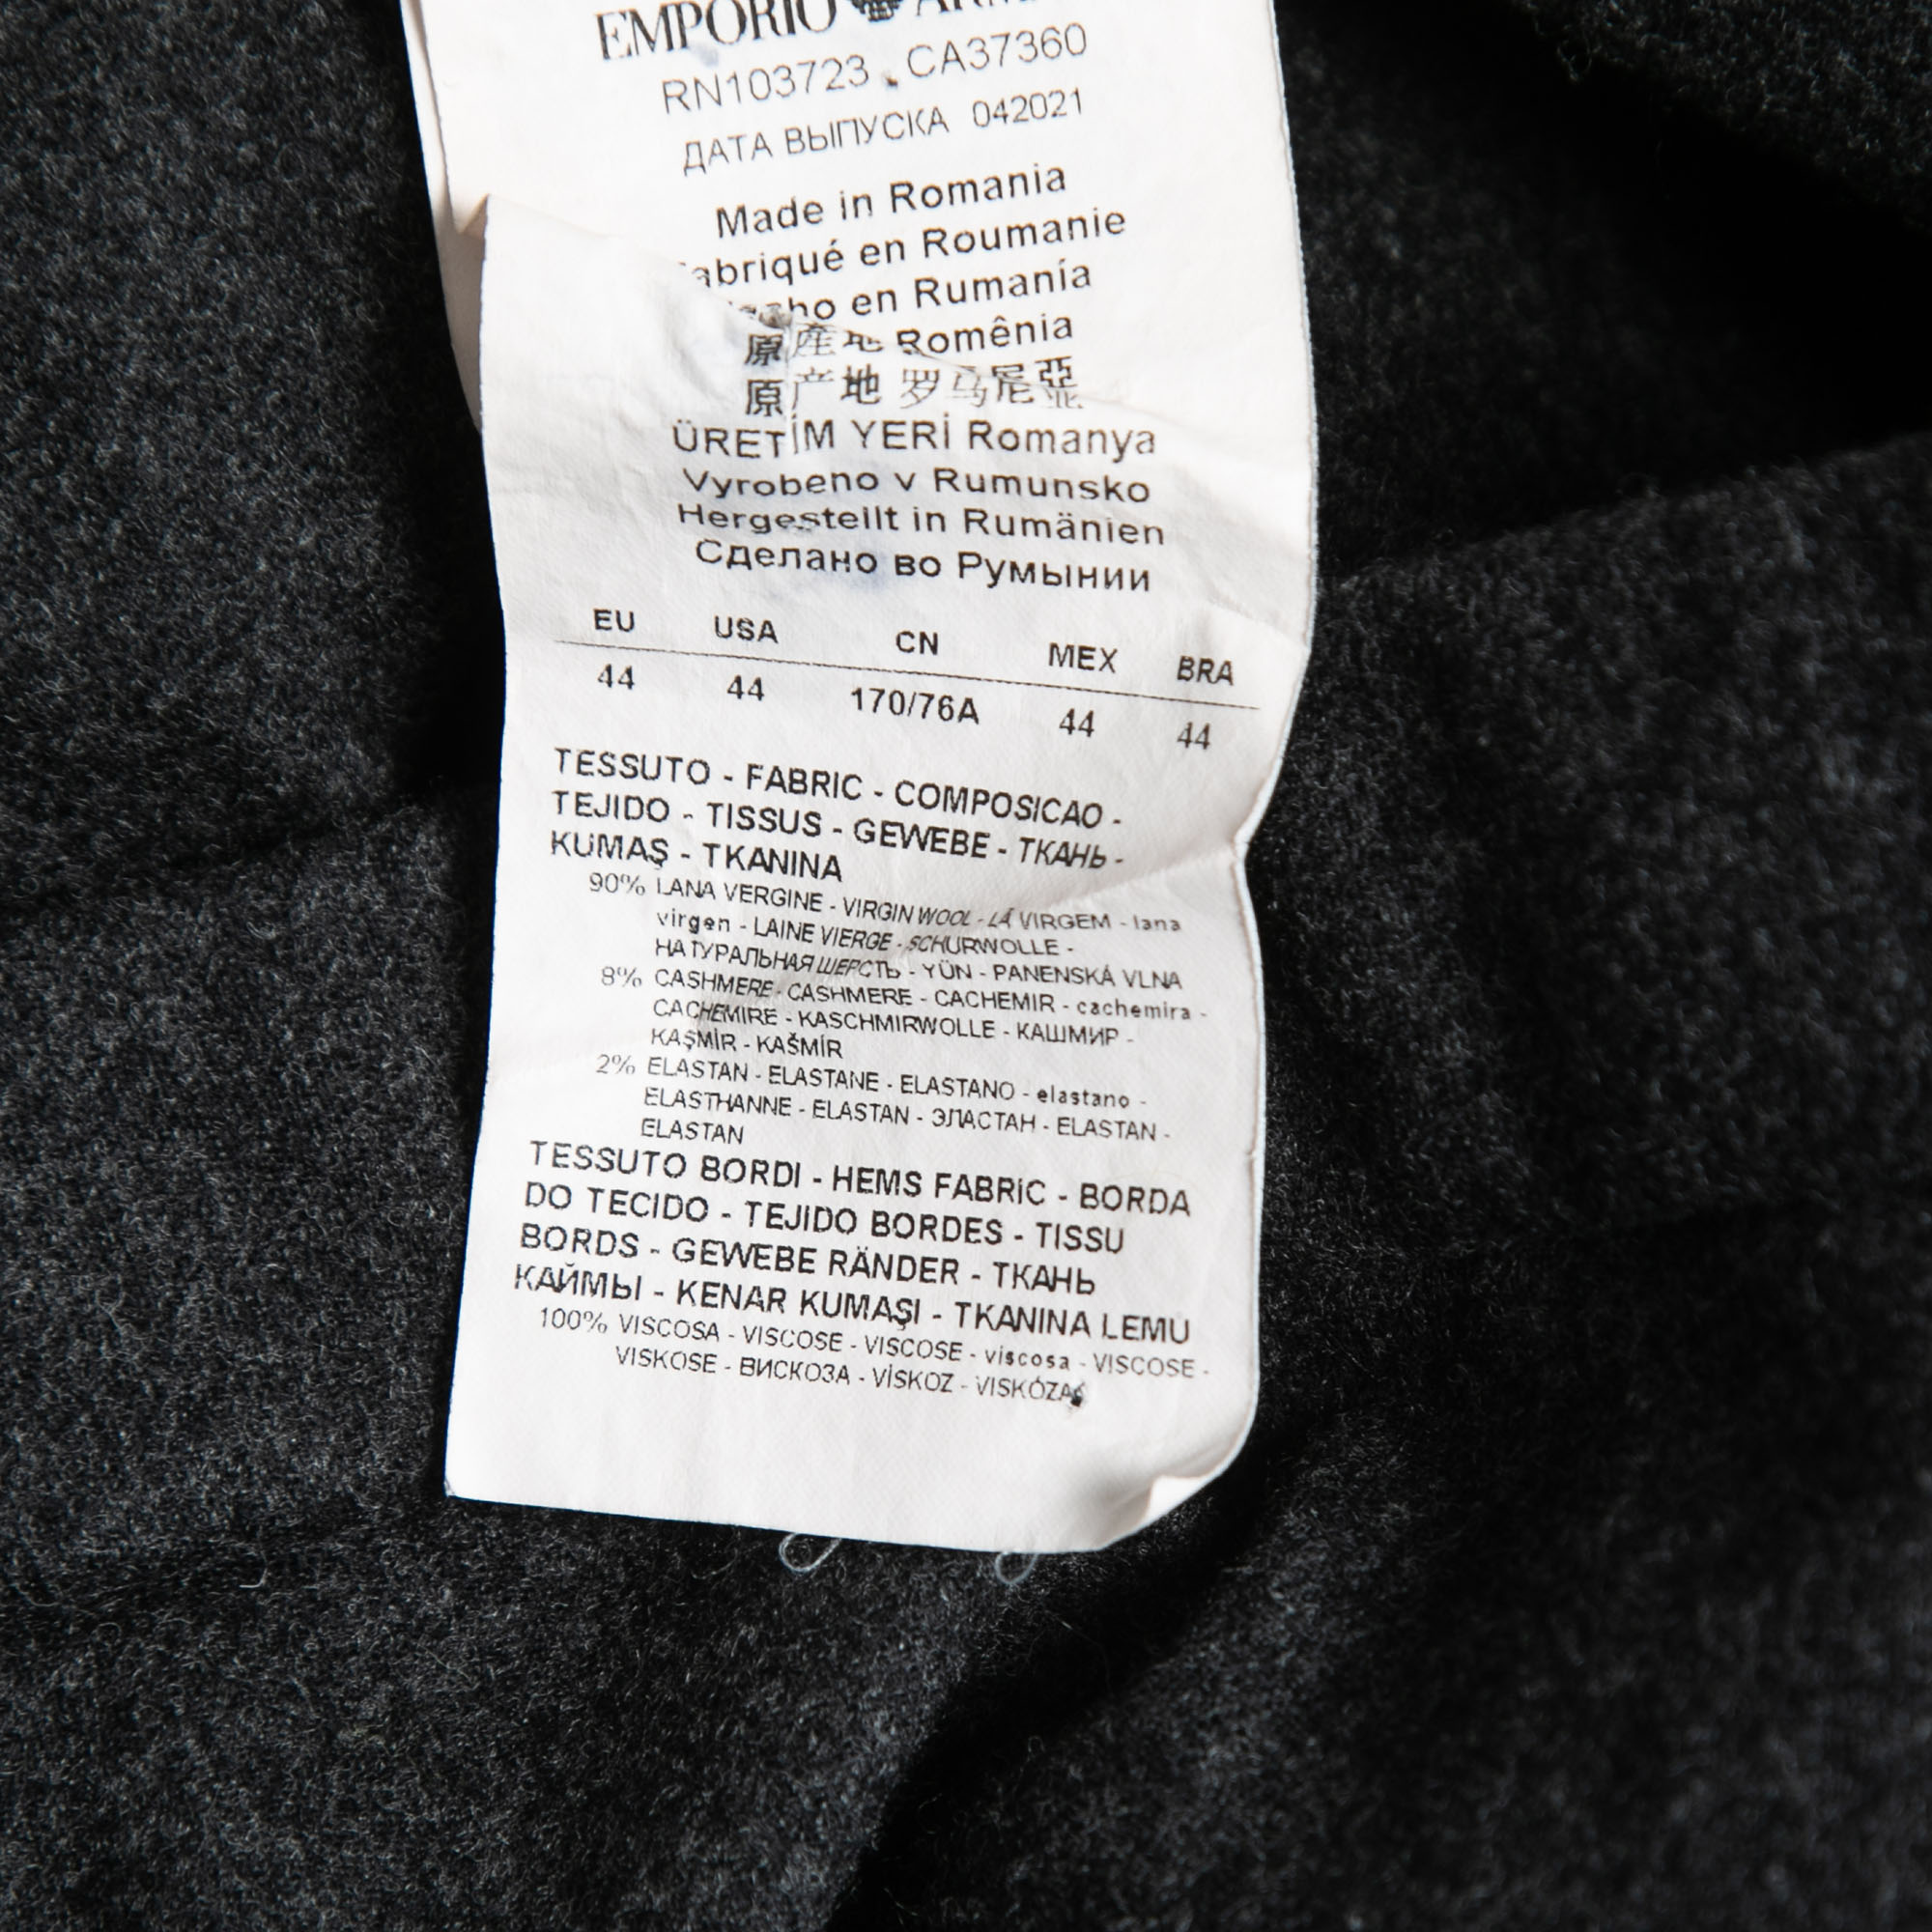 EMPORIO
RN103723 CA37360
ДАТА ВЫПУСКА 042021
Made in Romania
en Roumanie
en Rumanía
原産地 Romênia
原产地 罗马尼亞
ÜRETİM YERİ Romanya
Vyrobeno v Rumunsko
Hergestellt in Rumänien
Сделано во Румынии
EU USA CN MEX BRA
44 44 170/76A 44 44
TESSUTO - FABRIC - COMPOSICAO -
TEJIDO - TISSUS - GEWEBE - ТКАНЬ -
KUMAŞ - TKANINA
90% LANA VERGINE - VIRGIN WOOL - LÃ VIRGEM - lana
virgen - LAINE VIERGE - SCHURWOLLE -
НАТУРАЛЬНАЯ ШЕРСТЬ - YÜN - PANENSKÁ VLNA
8% CASHMERE - CASHMERE - CACHEMIR - cachemira -
CACHEMIRE - KASCHMIRWOLLE - КАШМИР -
KAŞMİR - KAŠMÍR
2% ELASTAN - ELASTANE - ELASTANO - elastano -
ELASTHANNE - ELASTAN - ЭЛАСТАН - ELASTAN -
ELASTAN
TESSUTO BORDI - HEMS FABRIC - BORDA
DO TECIDO - TEJIDO BORDES - TISSU
BORDS - GEWEBE RÄNDER - ТКАНЬ
КАЙМЫ - KENAR KUMAŞI - TKANINA LEMU
100% VISCOSA - VISCOSE - VISCOSE - viscosa - VISCOSE -
VISKOSE - ВИСКОЗА - VİSKOZ - VISKÓZA